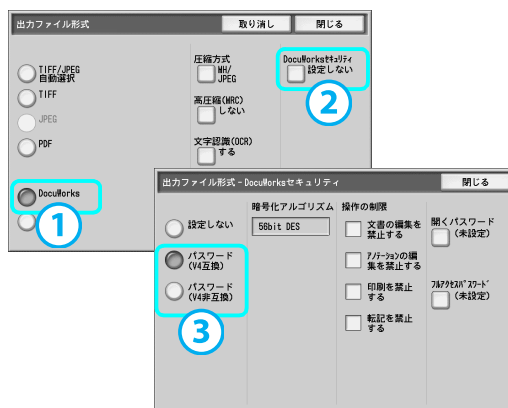 出力ファイル形式
取り消し
閉じる
TIFF/JPEG
自動選択
TIFF
JPEG
PDF
DocuWorks
1
圧縮方式
MH/
JPEG
高圧縮(MRC)
しない
文字認識(OCR)
する
DocuWorksｾｷｭﾘﾃｨ
設定しない
2
出力ファイル形式 - DocuWorksセキュリティ
閉じる
設定しない
パスワード
(V4互換)
パスワード
(V4非互換)
3
暗号化アルゴリズム
56bit DES
操作の制限
文書の編集を
禁止する
ｱﾉﾃｰｼｮﾝの編
集を禁止する
印刷を禁止
する
転記を禁止
する
開くパスワード
(未設定)
ﾌﾙｱｸｾｽﾊﾟｽﾜｰﾄﾞ
(未設定)